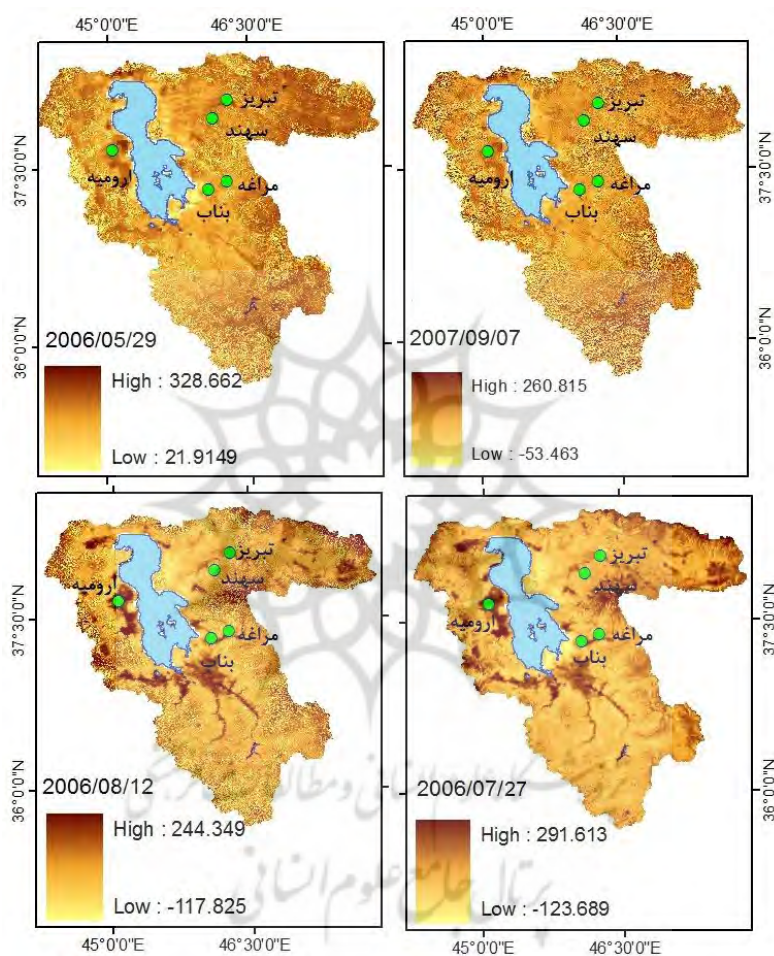 45°0'0"E 46°30'0"E 45°0'0"E 46°30'0"E
37°30'0"N
36°0'0"N
تبریز
سهند
ارومیه
مراغه
بناب
2006/05/29
High : 328.662
Low : 21.9149
تبریز
سهند
ارومیه
مراغه
بناب
2007/09/07
High : 260.815
Low : -53.463
37°30'0"N
36°0'0"N
37°30'0"N
36°0'0"N
تبریز
سهند
ارومیه
مراغه
بناب
2006/08/12
High : 244.349
Low : -117.825
تبریز
سهند
ارومیه
مراغه
بناب
2006/07/27
High : 291.613
Low : -123.689
37°30'0"N
36°0'0"N
پرتال جامع علوم انسانی
45°0'0"E 46°30'0"E 45°0'0"E 46°30'0"E